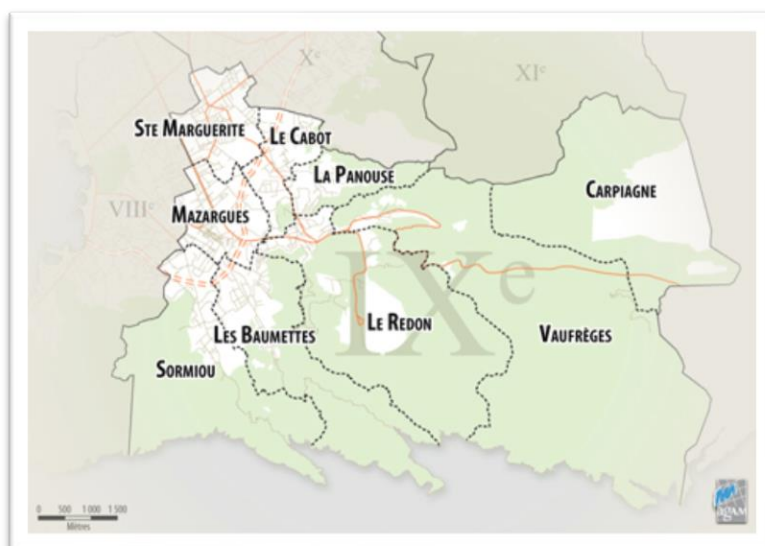 Xe
XIe
STE MARGUERITE
LE CABOT
LA PANOUSE
CARPIAGNE
VIIIe
MAZARGUES
IXe
LES BAUMETTES
LE REDON
VAUFRÈGES
SORMIOU
0 500 1 000 1 500
Mètres
agAM